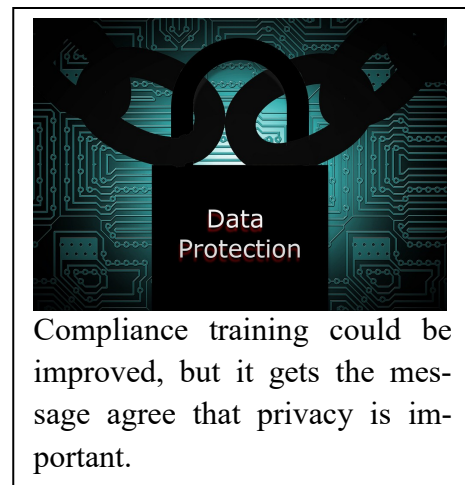 Data
Protection
Compliance training could be
improved, but it gets the mes-
sage agree that privacy is im-
portant.